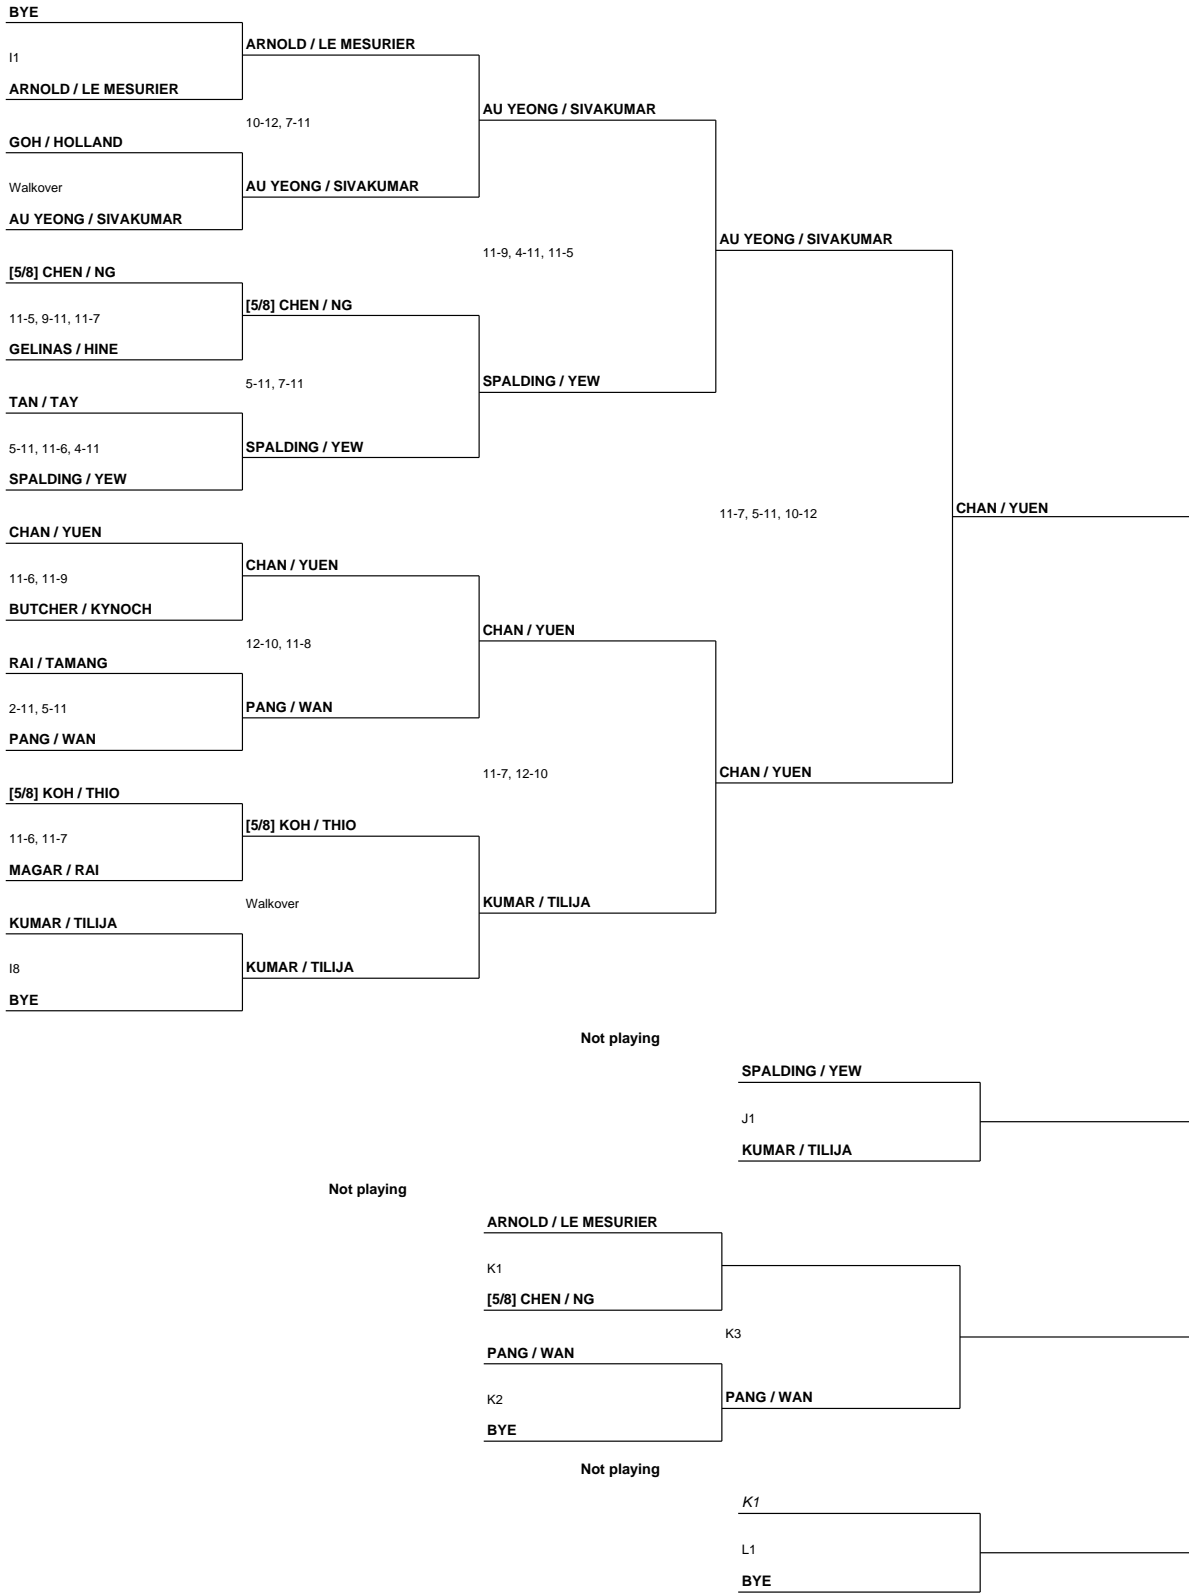 BYE
ARNOLD / LE MESURIER
I1
ARNOLD / LE MESURIER
AU YEONG / SIVAKUMAR
10-12, 7-11
GOH / HOLLAND
Walkover
AU YEONG / SIVAKUMAR
AU YEONG / SIVAKUMAR
AU YEONG / SIVAKUMAR
11-9, 4-11, 11-5
[5/8] CHEN / NG
[5/8] CHEN / NG
11-5, 9-11, 11-7
GELINAS / HINE
5-11, 7-11
SPALDING / YEW
TAN / TAY
5-11, 11-6, 4-11
SPALDING / YEW
SPALDING / YEW
11-7, 5-11, 10-12
CHAN / YUEN
CHAN / YUEN
CHAN / YUEN
11-6, 11-9
BUTCHER / KYNOCH
CHAN / YUEN
12-10, 11-8
RAI / TAMANG
2-11, 5-11
PANG / WAN
PANG / WAN
11-7, 12-10
CHAN / YUEN
[5/8] KOH / THIO
[5/8] KOH / THIO
11-6, 11-7
MAGAR / RAI
Walkover
KUMAR / TILIJA
KUMAR / TILIJA
I8
KUMAR / TILIJA
BYE
Not playing
SPALDING / YEW
J1
KUMAR / TILIJA
Not playing
ARNOLD / LE MESURIER
K1
[5/8] CHEN / NG
K3
PANG / WAN
K2
PANG / WAN
BYE
Not playing
K1
L1
BYE